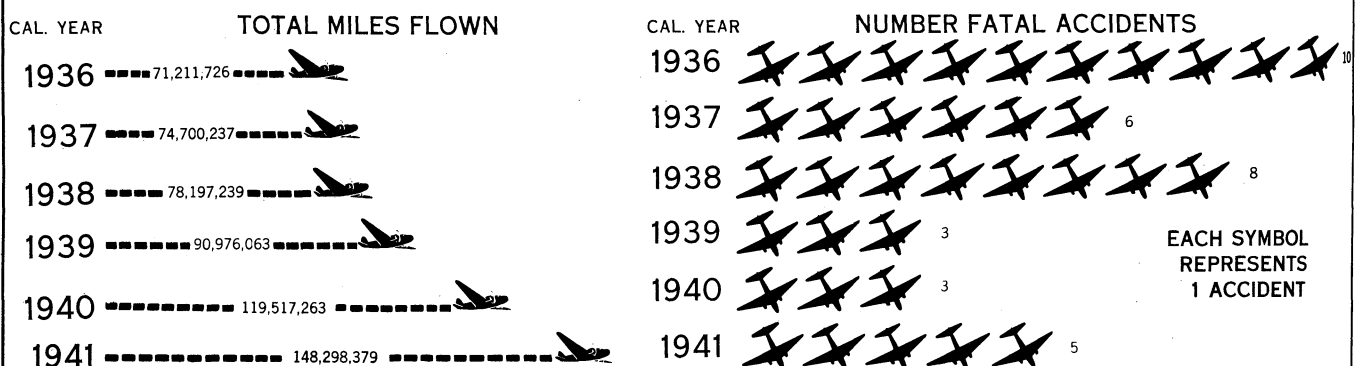 CAL. YEAR TOTAL MILES FLOWN
1936 71,211,726
1937 74,700,237
1938 78,197,239
1939 90,976,063
1940 119,517,263
1941 148,298,379
CAL. YEAR NUMBER FATAL ACCIDENTS
1936 10
1937 6
1938 8
1939 3
1940 3
1941 5
EACH SYMBOL
REPRESENTS
1 ACCIDENT